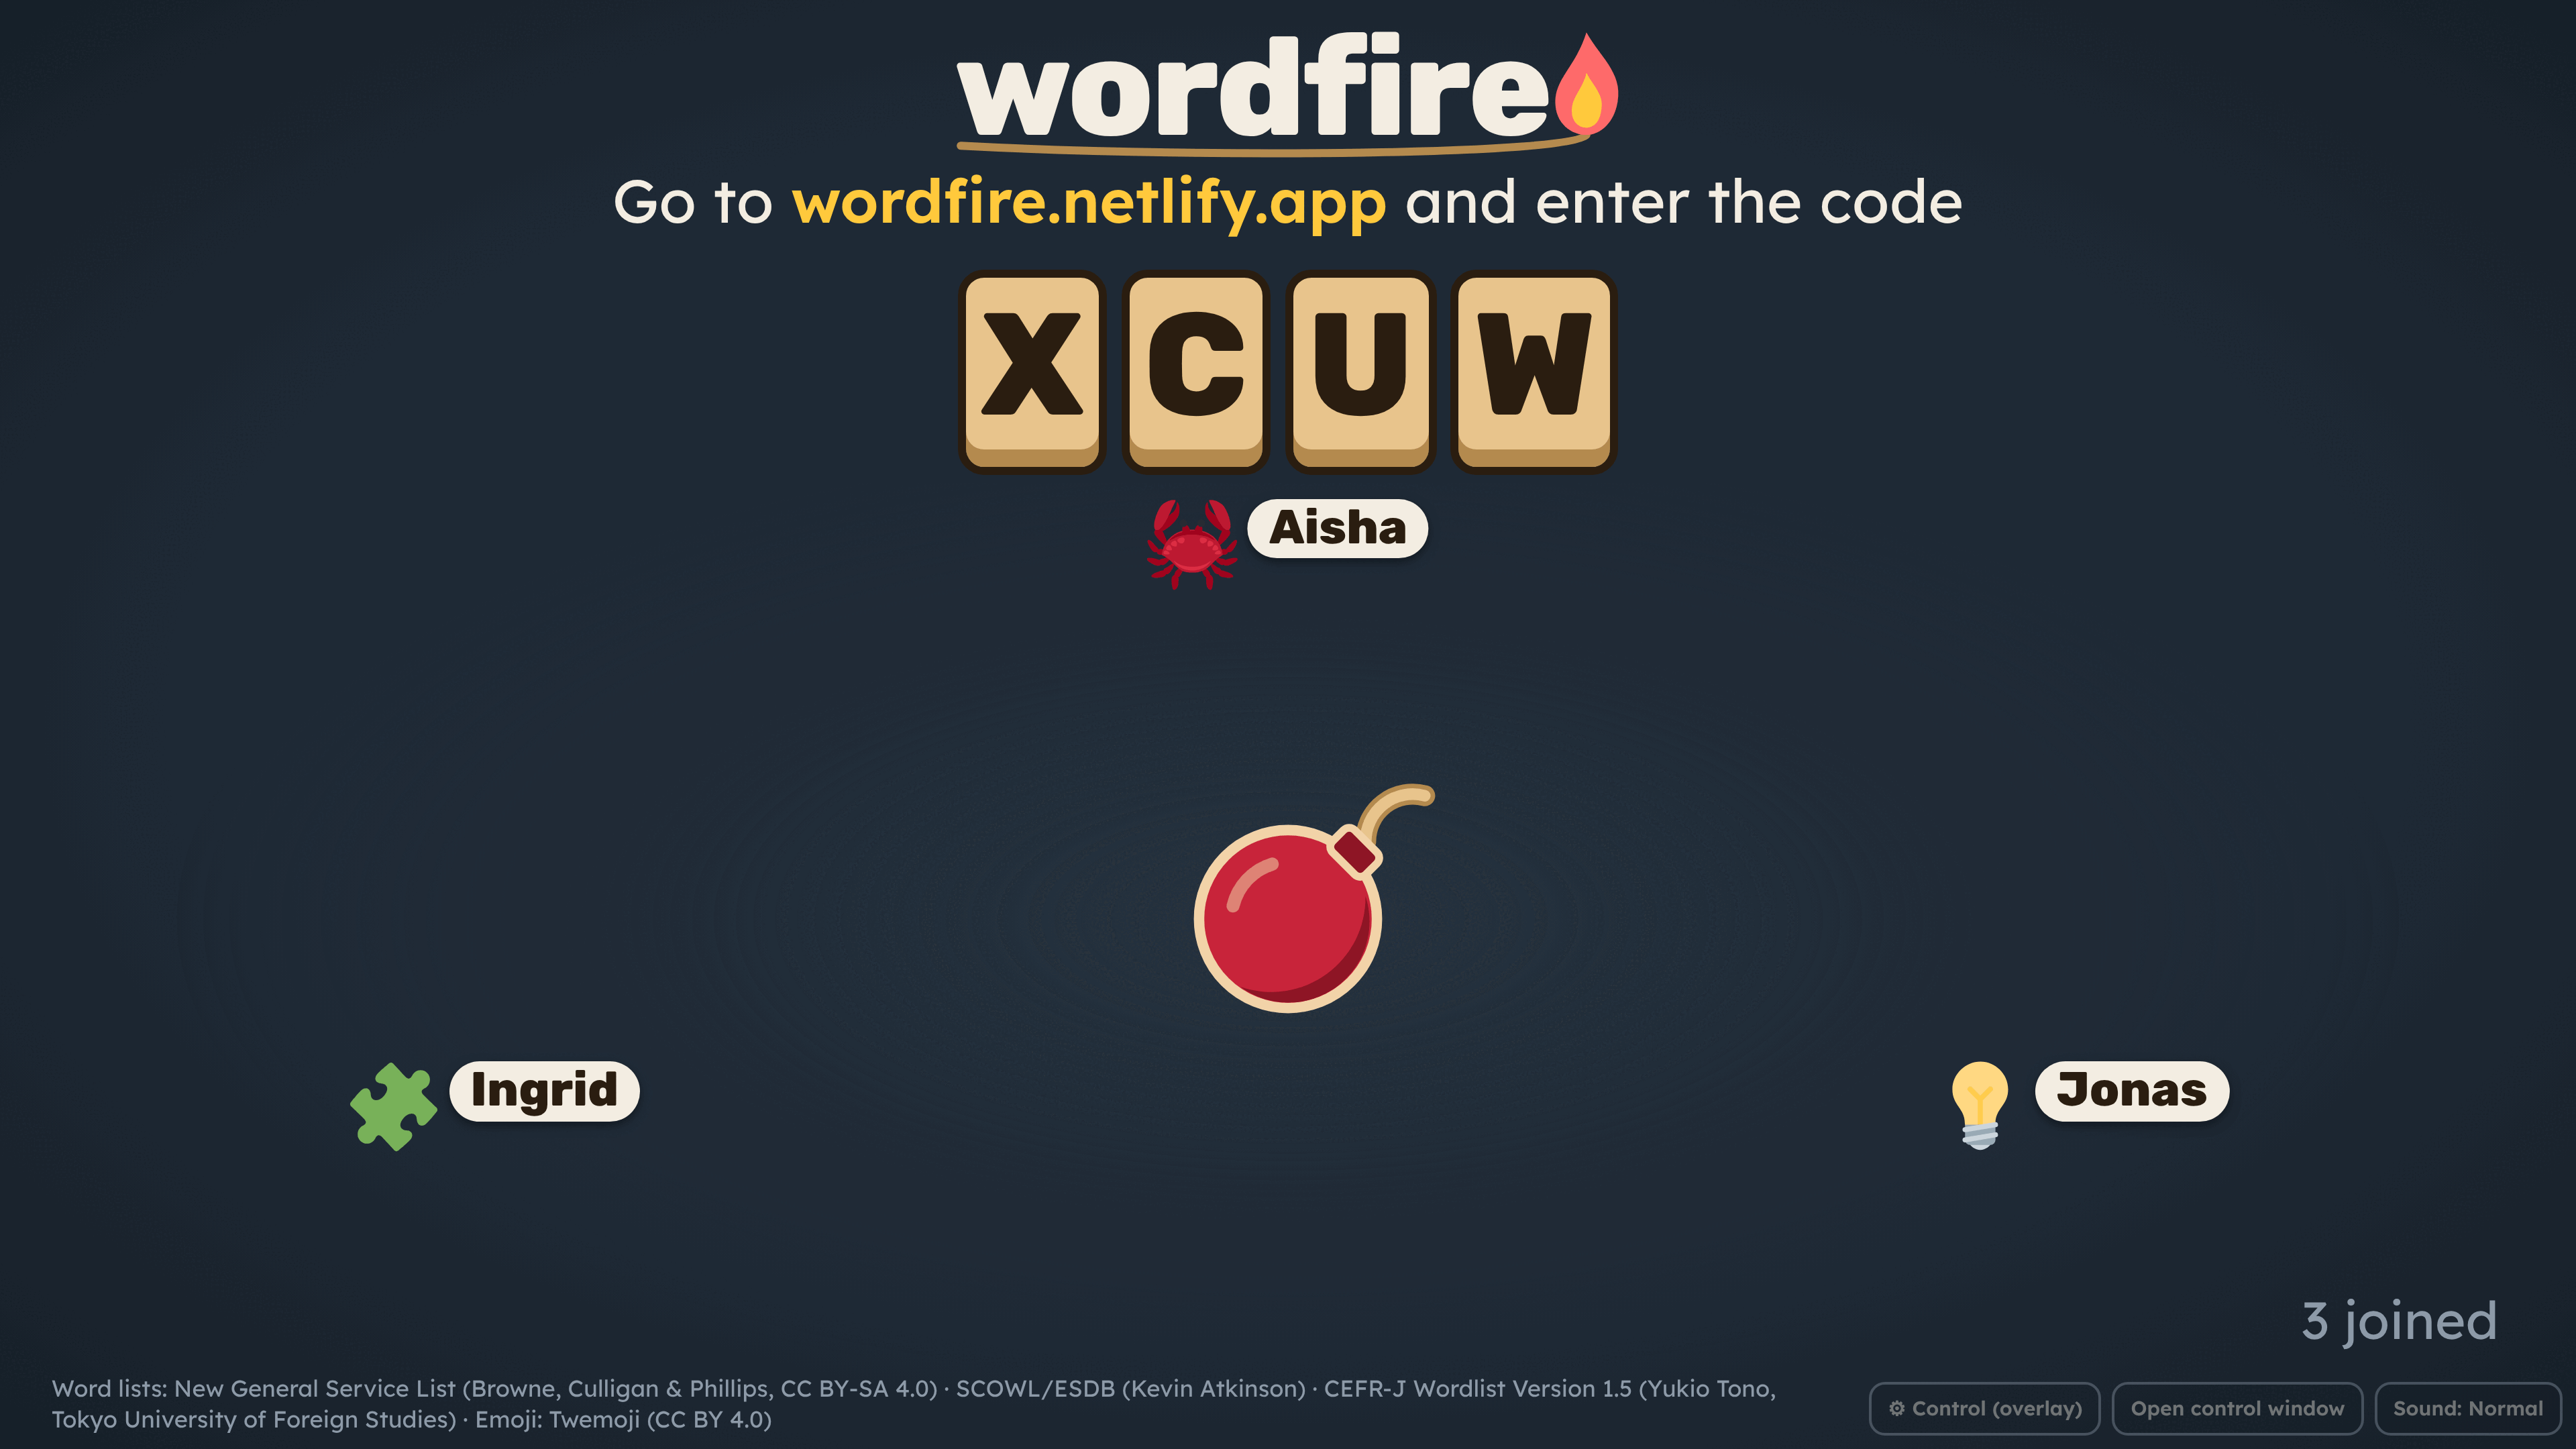 wordfire
Go to wordfire.netlify.app and enter the code
X C U W
Aisha
Ingrid
Jonas
3 joined
Word lists: New General Service List (Browne, Culligan & Phillips, CC BY-SA 4.0) · SCOWL/ESDB (Kevin Atkinson) · CEFR-J Wordlist Version 1.5 (Yukio Tono,
Tokyo University of Foreign Studies) · Emoji: Twemoji (CC BY 4.0)
⚙ Control (overlay)
Open control window
Sound: Normal